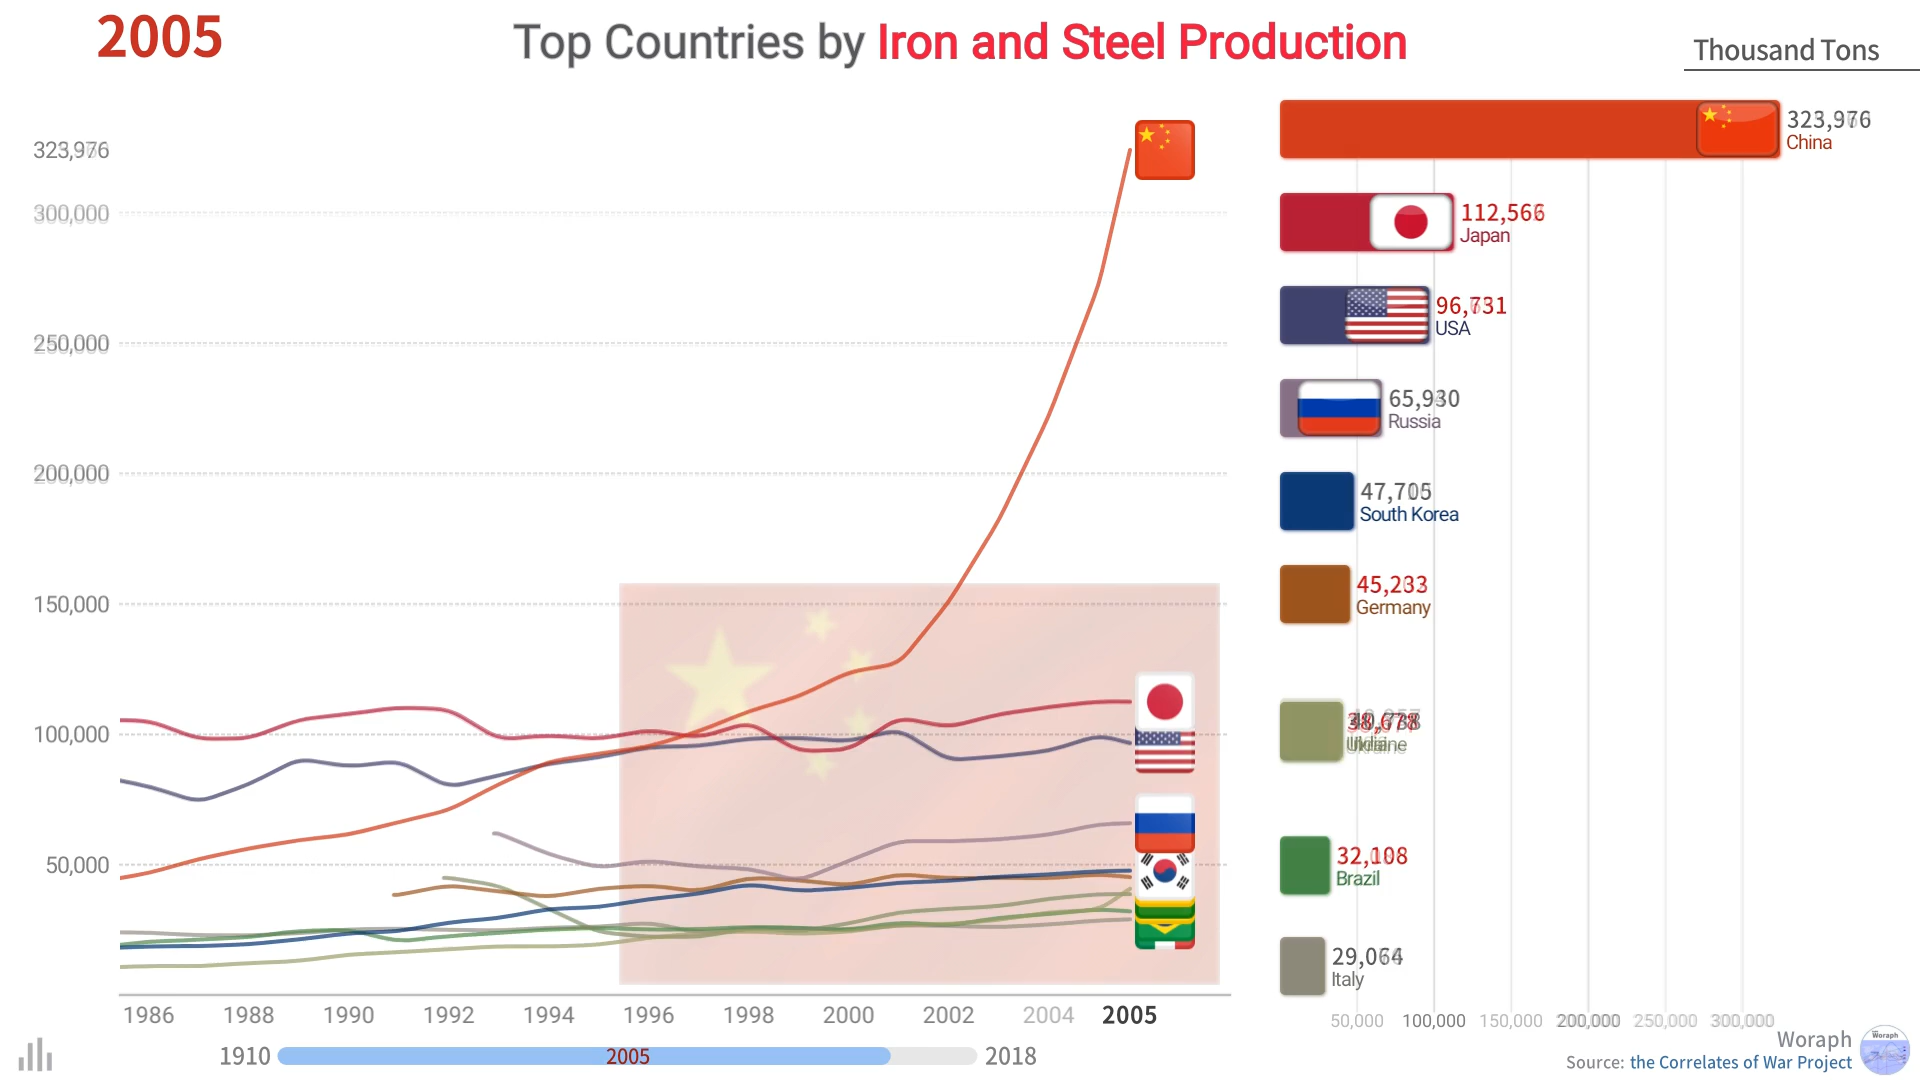 2005
Top Countries by Iron and Steel Production
Thousand Tons
323,976
300,000
250,000
200,000
150,000
100,000
50,000
1986 1988 1990 1992 1994 1996 1998 2000 2002 2004 2005
1910 2005 2018
323,976
China
112,566
Japan
96,731
USA
65,930
Russia
47,705
South Korea
45,233
Germany
32,108
Brazil
29,064
Italy
50,000 100,000 150,000 200,000 250,000 300,000
Woraph
Source: the Correlates of War Project
Woraph